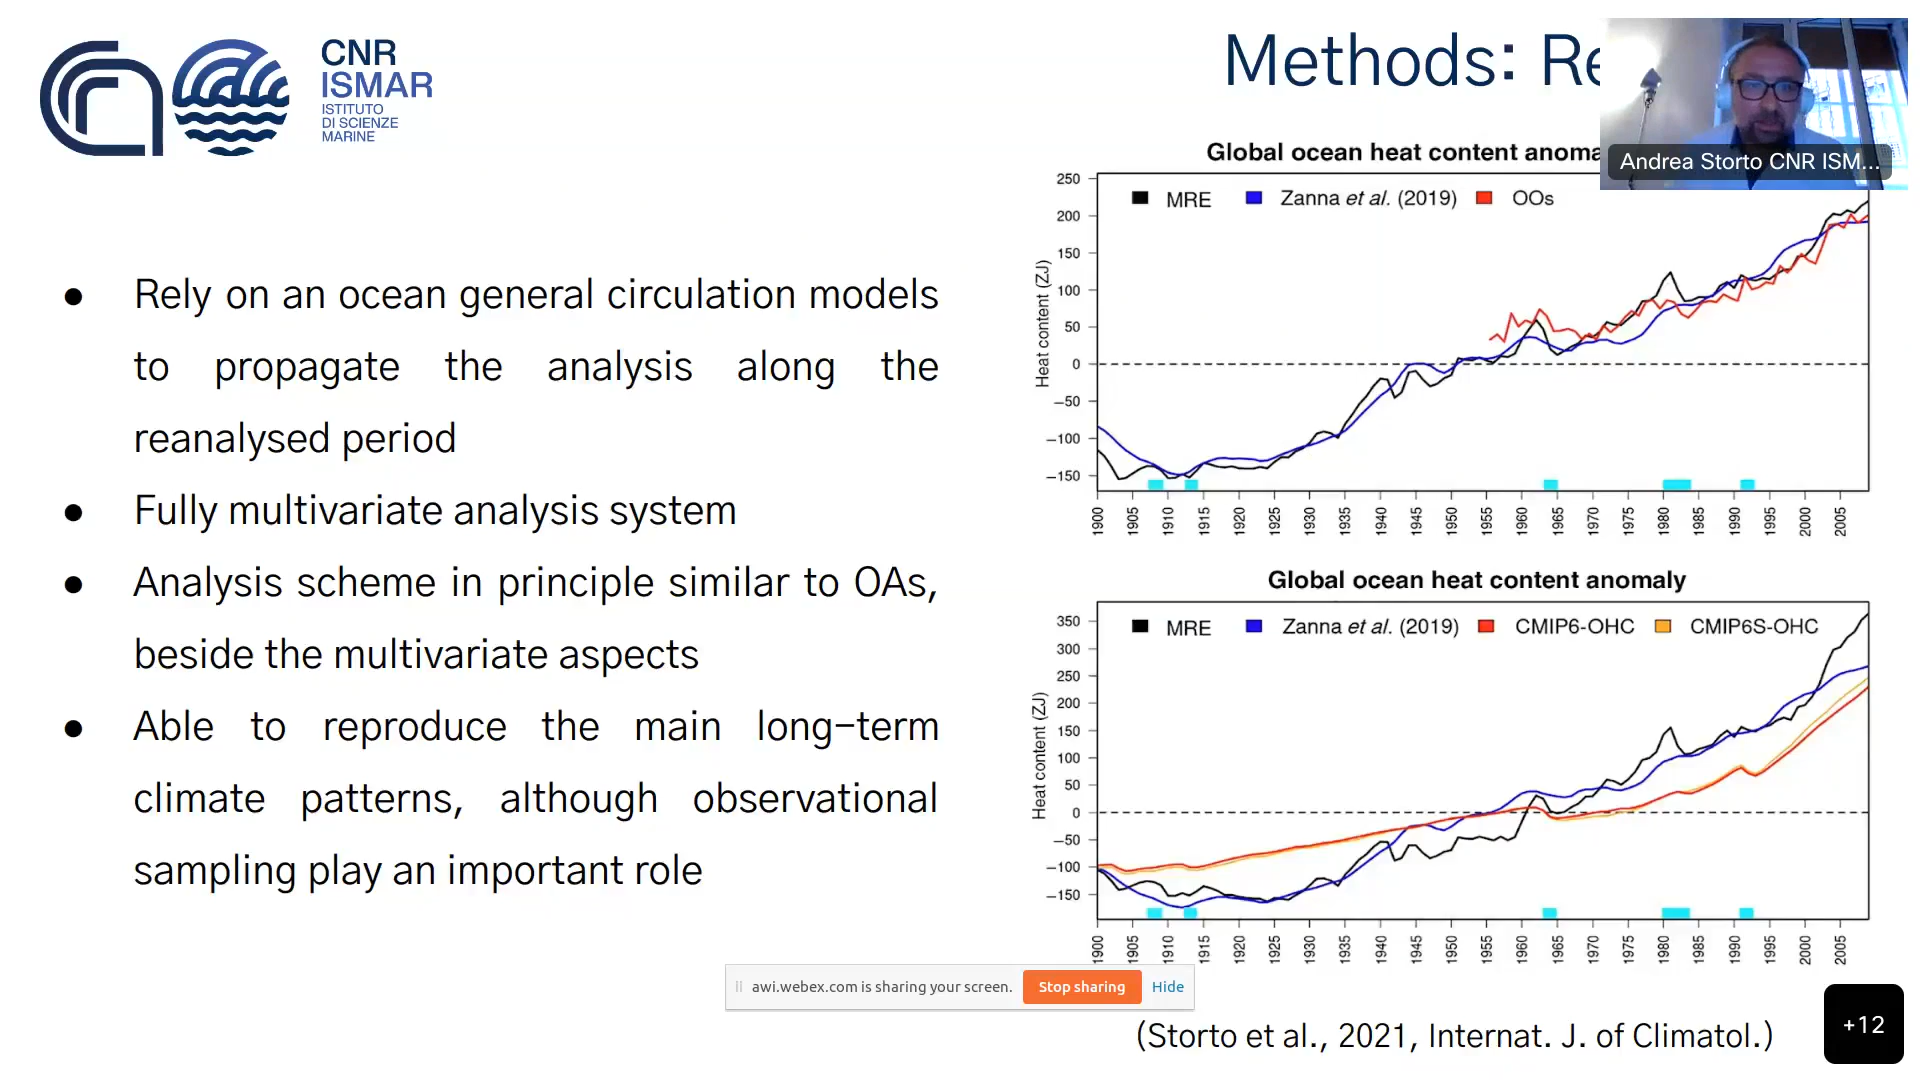 CNR
ISMAR
ISTITUTO
DI SCIENZE
MARINE
Methods: Re
Andrea Storto CNR ISM...
Rely on an ocean general circulation models
to propagate the analysis along the
reanalysed period
Fully multivariate analysis system
Analysis scheme in principle similar to OAs,
beside the multivariate aspects
Able to reproduce the main long-term
climate patterns, although observational
sampling play an important role
Global ocean heat content anoma
MRE Zanna et al. (2019) OOs
Heat content (ZJ)
250
200
150
100
50
0
−50
−100
−150
1900 1905 1910 1915 1920 1925 1930 1935 1940 1945 1950 1955 1960 1965 1970 1975 1980 1985 1990 1995 2000 2005
Global ocean heat content anomaly
MRE Zanna et al. (2019) CMIP6-OHC CMIP6S-OHC
Heat content (ZJ)
350
300
250
200
150
100
50
0
−50
−100
−150
1900 1905 1910 1915 1920 1925 1930 1935 1940 1945 1950 1955 1960 1965 1970 1975 1980 1985 1990 1995 2000 2005
awi.webex.com is sharing your screen. Stop sharing Hide
(Storto et al., 2021, Internat. J. of Climatol.)
+12